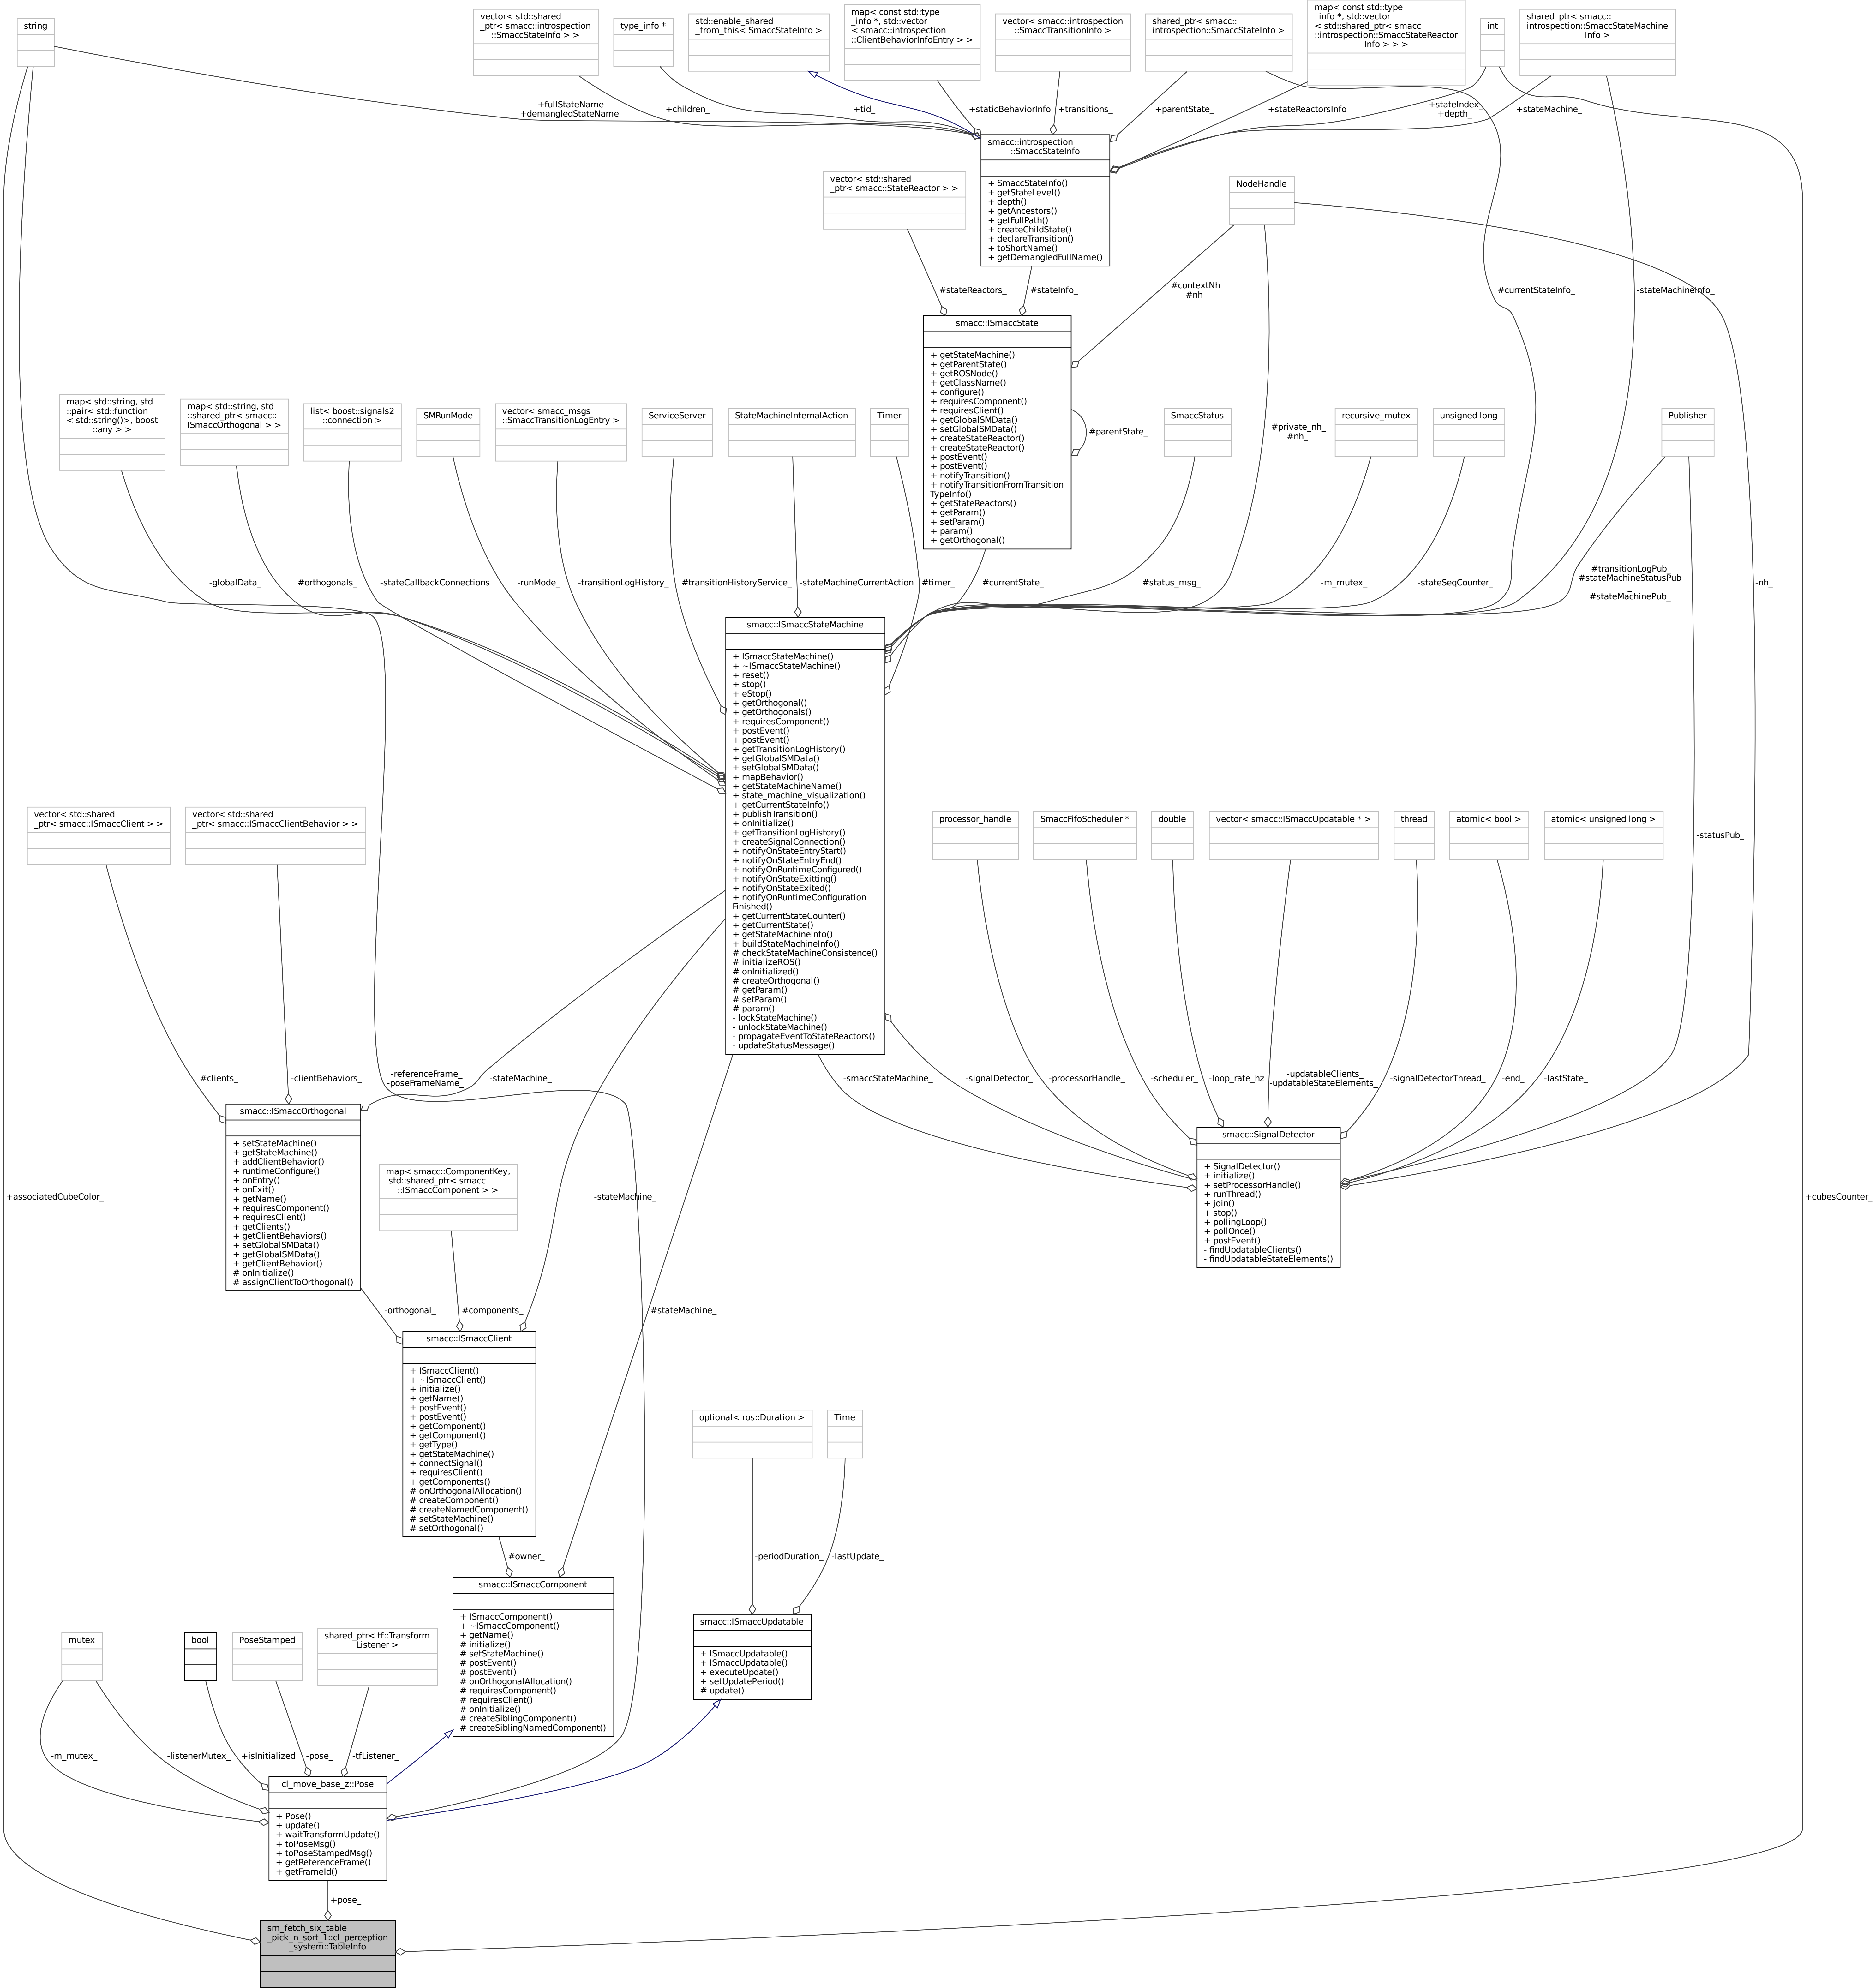 string
vector< std::shared
_ptr< smacc::introspection
::SmaccStateInfo > >
type_info *
std::enable_shared
_from_this< SmaccStateInfo >
map< const std::type
_info *, std::vector
< smacc::introspection
::ClientBehaviorInfoEntry > >
vector< smacc::introspection
::SmaccTransitionInfo >
shared_ptr< smacc::
introspection::SmaccStateInfo >
map< const std::type
_info *, std::vector
< std::shared_ptr< smacc
::introspection::SmaccStateReactor
Info > > >
int
shared_ptr< smacc::
introspection::SmaccStateMachine
Info >
+fullStateName
+demangledStateName
+children_
+tid_
+staticBehaviorInfo
+transitions_
+parentState_
+stateReactorsInfo
+stateIndex_
+depth_
+stateMachine_
smacc::introspection
::SmaccStateInfo
+ SmaccStateInfo()
+ getStateLevel()
+ depth()
+ getAncestors()
+ getFullPath()
+ createChildState()
+ declareTransition()
+ toShortName()
+ getDemangledFullName()
vector< std::shared
_ptr< smacc::StateReactor > >
NodeHandle
#stateReactors_
#stateInfo_
#contextNh
#nh
#currentStateInfo_
-stateMachineInfo_
smacc::ISmaccState
+ getStateMachine()
+ getParentState()
+ getROSNode()
+ getClassName()
+ configure()
+ requiresComponent()
+ requiresClient()
+ getGlobalSMData()
+ setGlobalSMData()
+ createStateReactor()
+ createStateReactor()
+ postEvent()
+ postEvent()
+ notifyTransition()
+ notifyTransitionFromTransition
TypeInfo()
+ getStateReactors()
+ getParam()
+ setParam()
+ param()
+ getOrthogonal()
#parentState_
map< std::string, std
::pair< std::function
< std::string()>, boost
::any > >
map< std::string, std
::shared_ptr< smacc::
ISmaccOrthogonal > >
list< boost::signals2
::connection >
SMRunMode
vector< smacc_msgs
::SmaccTransitionLogEntry >
ServiceServer
StateMachineInternalAction
Timer
SmaccStatus
#private_nh_
#nh_
recursive_mutex
unsigned long
Publisher
-globalData_
#orthogonals_
-stateCallbackConnections
-runMode_
-transitionLogHistory_
#transitionHistoryService_
-stateMachineCurrentAction
#timer_
#currentState_
#status_msg_
-m_mutex_
-stateSeqCounter_
#transitionLogPub_
#stateMachineStatusPub
_
#stateMachinePub_
-nh_
smacc::ISmaccStateMachine
+ ISmaccStateMachine()
+ ~ISmaccStateMachine()
+ reset()
+ stop()
+ eStop()
+ getOrthogonal()
+ getOrthogonals()
+ requiresComponent()
+ postEvent()
+ postEvent()
+ getTransitionLogHistory()
+ getGlobalSMData()
+ setGlobalSMData()
+ mapBehavior()
+ getStateMachineName()
+ state_machine_visualization()
+ getCurrentStateInfo()
+ publishTransition()
+ onInitialize()
+ getTransitionLogHistory()
+ createSignalConnection()
+ notifyOnStateEntryStart()
+ notifyOnStateEntryEnd()
+ notifyOnRuntimeConfigured()
+ notifyOnStateExitting()
+ notifyOnStateExited()
+ notifyOnRuntimeConfiguration
Finished()
+ getCurrentStateCounter()
+ getCurrentState()
+ getStateMachineInfo()
+ buildStateMachineInfo()
# checkStateMachineConsistence()
# initializeROS()
# onInitialized()
# createOrthogonal()
# getParam()
# setParam()
# param()
- lockStateMachine()
- unlockStateMachine()
- propagateEventToStateReactors()
- updateStatusMessage()
vector< std::shared
_ptr< smacc::ISmaccClient > >
vector< std::shared
_ptr< smacc::ISmaccClientBehavior > >
processor_handle
SmaccFifoScheduler *
double
vector< smacc::ISmaccUpdatable * >
thread
atomic< bool >
atomic< unsigned long >
-statusPub_
#clients_
-clientBehaviors_
-referenceFrame_
-poseFrameName_
-stateMachine_
-smaccStateMachine_
-signalDetector_
-processorHandle_
-scheduler_
-loop_rate_hz
-updatableClients_
-updatableStateElements_
-signalDetectorThread_
-end_
-lastState_
smacc::ISmaccOrthogonal
+ setStateMachine()
+ getStateMachine()
+ addClientBehavior()
+ runtimeConfigure()
+ onEntry()
+ onExit()
+ getName()
+ requiresComponent()
+ requiresClient()
+ getClients()
+ getClientBehaviors()
+ setGlobalSMData()
+ getGlobalSMData()
+ getClientBehavior()
# onInitialize()
# assignClientToOrthogonal()
smacc::SignalDetector
+ SignalDetector()
+ initialize()
+ setProcessorHandle()
+ runThread()
+ join()
+ stop()
+ pollingLoop()
+ pollOnce()
+ postEvent()
- findUpdatableClients()
- findUpdatableStateElements()
map< smacc::ComponentKey,
std::shared_ptr< smacc
::ISmaccComponent > >
+associatedCubeColor_
-stateMachine_
+cubesCounter_
-orthogonal_
#components_
#stateMachine_
smacc::ISmaccClient
+ ISmaccClient()
+ ~ISmaccClient()
+ initialize()
+ getName()
+ postEvent()
+ postEvent()
+ getComponent()
+ getComponent()
+ getType()
+ getStateMachine()
+ connectSignal()
+ requiresClient()
+ getComponents()
# onOrthogonalAllocation()
# createComponent()
# createNamedComponent()
# setStateMachine()
# setOrthogonal()
optional< ros::Duration >
Time
#owner_
-periodDuration_
-lastUpdate_
smacc::ISmaccComponent
+ ISmaccComponent()
+ ~ISmaccComponent()
+ getName()
# initialize()
# setStateMachine()
# postEvent()
# postEvent()
# onOrthogonalAllocation()
# requiresComponent()
# requiresClient()
# onInitialize()
# createSiblingComponent()
# createSiblingNamedComponent()
smacc::ISmaccUpdatable
+ ISmaccUpdatable()
+ ISmaccUpdatable()
+ executeUpdate()
+ setUpdatePeriod()
# update()
mutex
bool
PoseStamped
shared_ptr< tf::Transform
Listener >
-m_mutex_
-listenerMutex_
+isInitialized
-pose_
-tfListener_
cl_move_base_z::Pose
+ Pose()
+ update()
+ waitTransformUpdate()
+ toPoseMsg()
+ toPoseStampedMsg()
+ getReferenceFrame()
+ getFrameId()
+pose_
sm_fetch_six_table
_pick_n_sort_1::cl_perception
_system::TableInfo